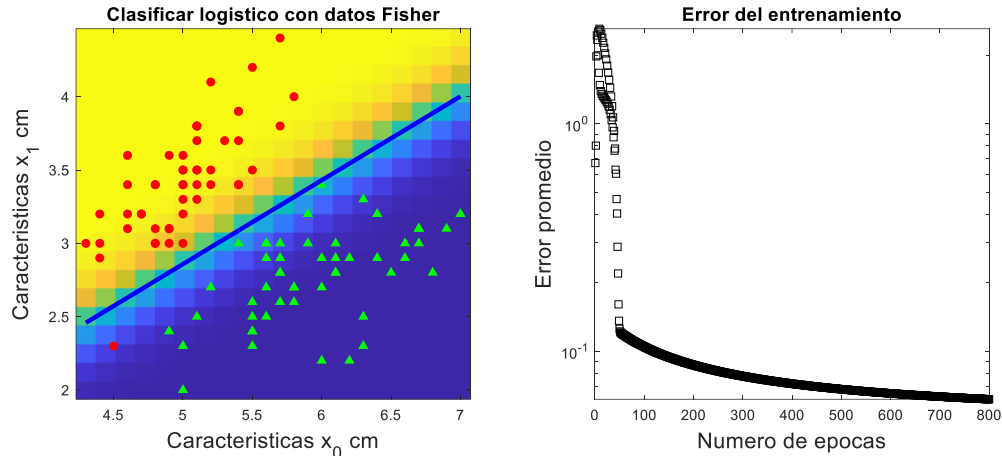 Clasificar logistico con datos Fisher
Caracteristicas x_1 cm
4
3.5
3
2.5
2
4.5 5 5.5 6 6.5 7
Caracteristicas x_0 cm
Error del entrenamiento
Error promedio
10^0
10^-1
0 100 200 300 400 500 600 700 800
Numero de epocas